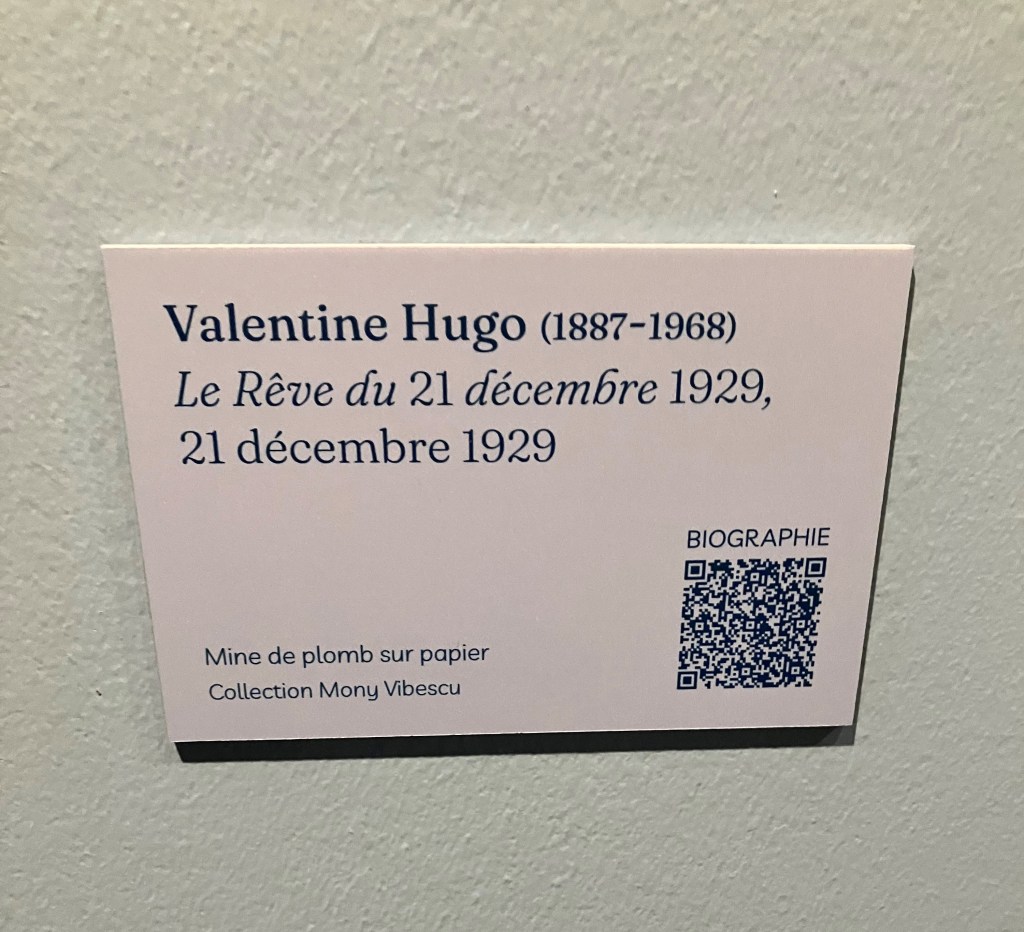 Valentine Hugo (1887-1968)
Le Rêve du 21 décembre 1929,
21 décembre 1929
BIOGRAPHIE
Mine de plomb sur papier
Collection Mony Vibescu